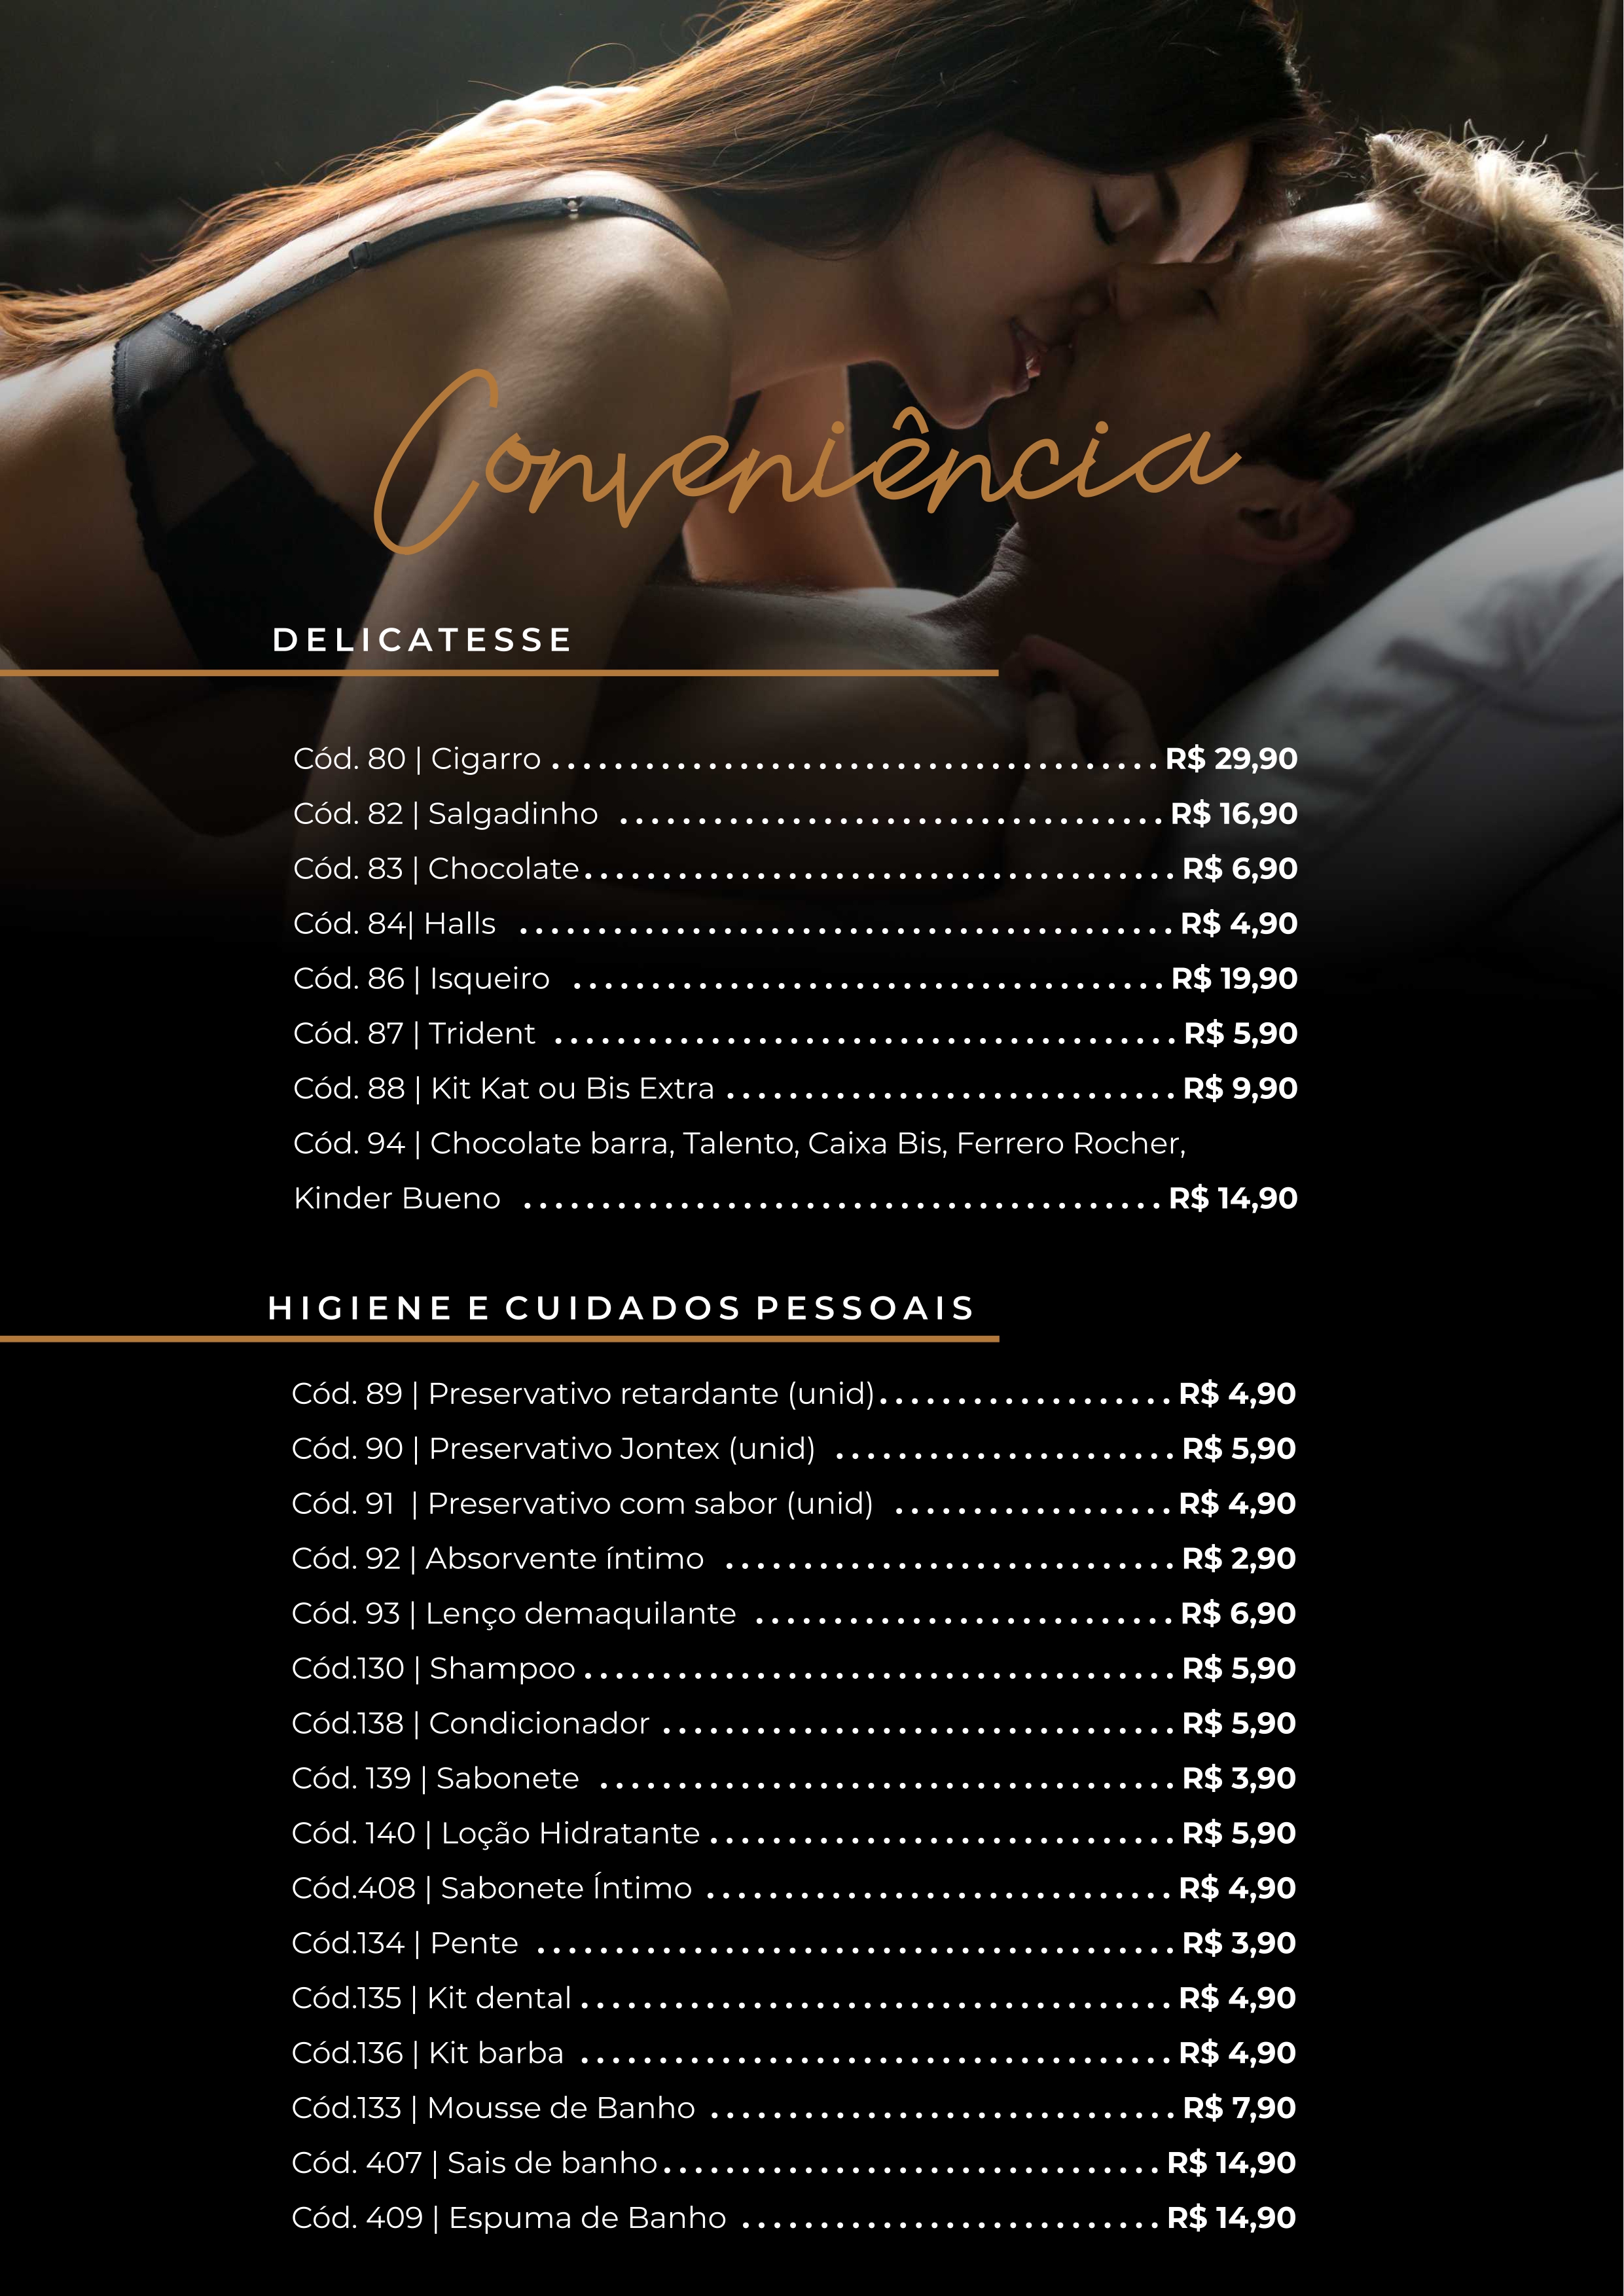 Conveniência
DELICATESSE
Cód. 80 | Cigarro ....................................... R$ 29,90
Cód. 82 | Salgadinho ................................... R$ 16,90
Cód. 83 | Chocolate...................................... R$ 6,90
Cód. 84| Halls .......................................... R$ 4,90
Cód. 86 | Isqueiro ...................................... R$ 19,90
Cód. 87 | Trident ........................................ R$ 5,90
Cód. 88 | Kit Kat ou Bis Extra ............................. R$ 9,90
Cód. 94 | Chocolate barra, Talento, Caixa Bis, Ferrero Rocher,
Kinder Bueno ......................................... R$ 14,90
HIGIENE E CUIDADOS PESSOAIS
Cód. 89 | Preservativo retardante (unid)................... R$ 4,90
Cód. 90 | Preservativo Jontex (unid) ...................... R$ 5,90
Cód. 91 | Preservativo com sabor (unid) .................. R$ 4,90
Cód. 92 | Absorvente íntimo ............................. R$ 2,90
Cód. 93 | Lenço demaquilante ........................... R$ 6,90
Cód.130 | Shampoo ...................................... R$ 5,90
Cód.138 | Condicionador ................................. R$ 5,90
Cód. 139 | Sabonete ..................................... R$ 3,90
Cód. 140 | Loção Hidratante .............................. R$ 5,90
Cód.408 | Sabonete Íntimo .............................. R$ 4,90
Cód.134 | Pente ......................................... R$ 3,90
Cód.135 | Kit dental ...................................... R$ 4,90
Cód.136 | Kit barba ...................................... R$ 4,90
Cód.133 | Mousse de Banho .............................. R$ 7,90
Cód. 407 | Sais de banho................................ R$ 14,90
Cód. 409 | Espuma de Banho ........................... R$ 14,90